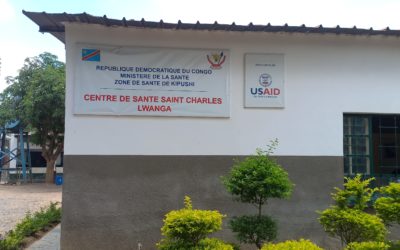 REPUBLIQUE DEMOCRATIQUE DU CONGO
MINISTERE DE LA SANTE
ZONE DE SANTE DE KIPUSHI
CENTRE DE SANTE SAINT CHARLES
LWANGA
USAID